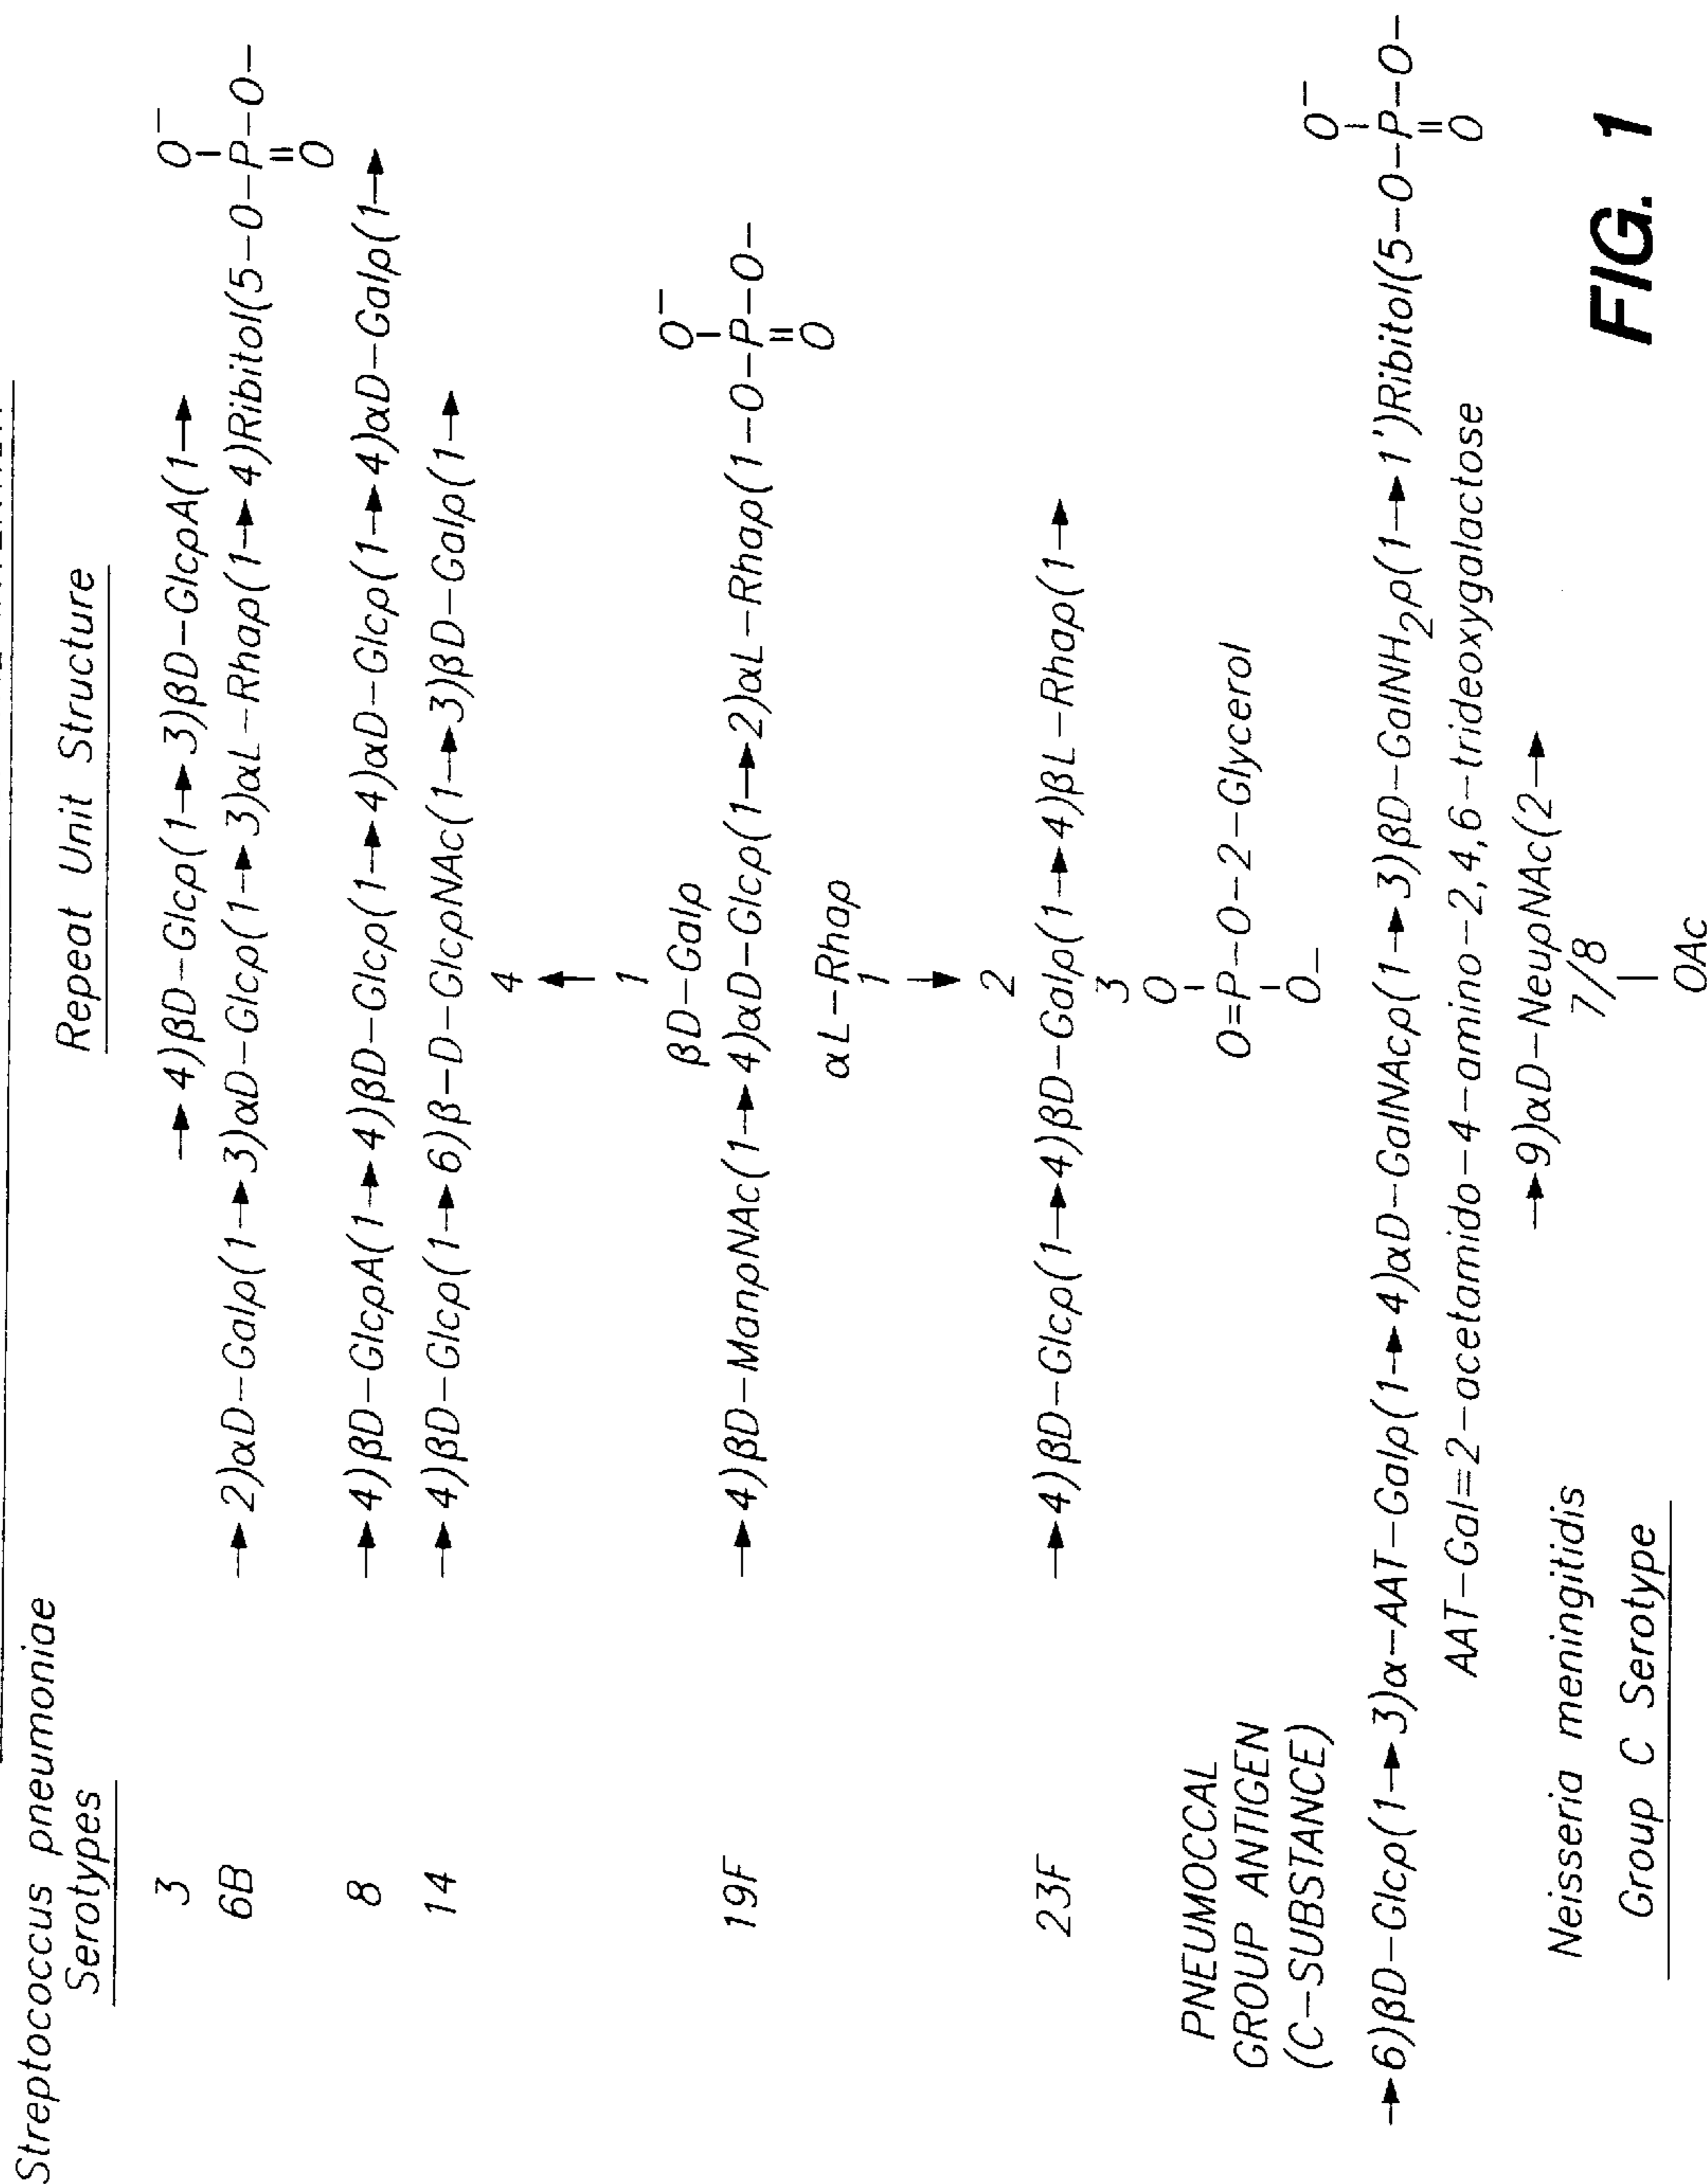 Streptococcus pneumoniae
Serotypes
Repeat Unit Structure
3
→4)βD-Glcp(1→3)βD-GlcpA(1→
O⁻
6B
→2)αD-Galp(1→3)αD-Glcp(1→3)αL-Rhap(1→4)Ribitol(5-O-P-O-
O
8
→4)βD-GlcpA(1→4)βD-Glcp(1→4)αD-Glcp(1→4)αD-Galp(1→
14
→4)βD-Glcp(1→6)β-D-GlcpNAc(1→3)βD-Galp(1→
4
↑
1
βD-Galp
O⁻
19F
→4)βD-ManpNAc(1→4)αD-Glcp(1→2)αL-Rhap(1-O-P-O-
O
αL-Rhap
1
↓
2
23F
→4)βD-Glcp(1→4)βD-Galp(1→4)βL-Rhap(1→
3
O
O=P-O-2-Glycerol
O_
PNEUMOCCAL
GROUP ANTIGEN
(C-SUBSTANCE)
O⁻
→6)βD-Glcp(1→3)α-AAT-Galp(1→4)αD-GalNAcp(1→3)βD-GalNH₂p(1→1')Ribitol(5-O-P-O-
O
AAT-Gal=2-acetamido-4-amino-2,4,6-trideoxygalactose
Neisseria meningitidis
Group C Serotype
→9)αD-NeupNAc(2→
7/8
OAc
FIG. 1